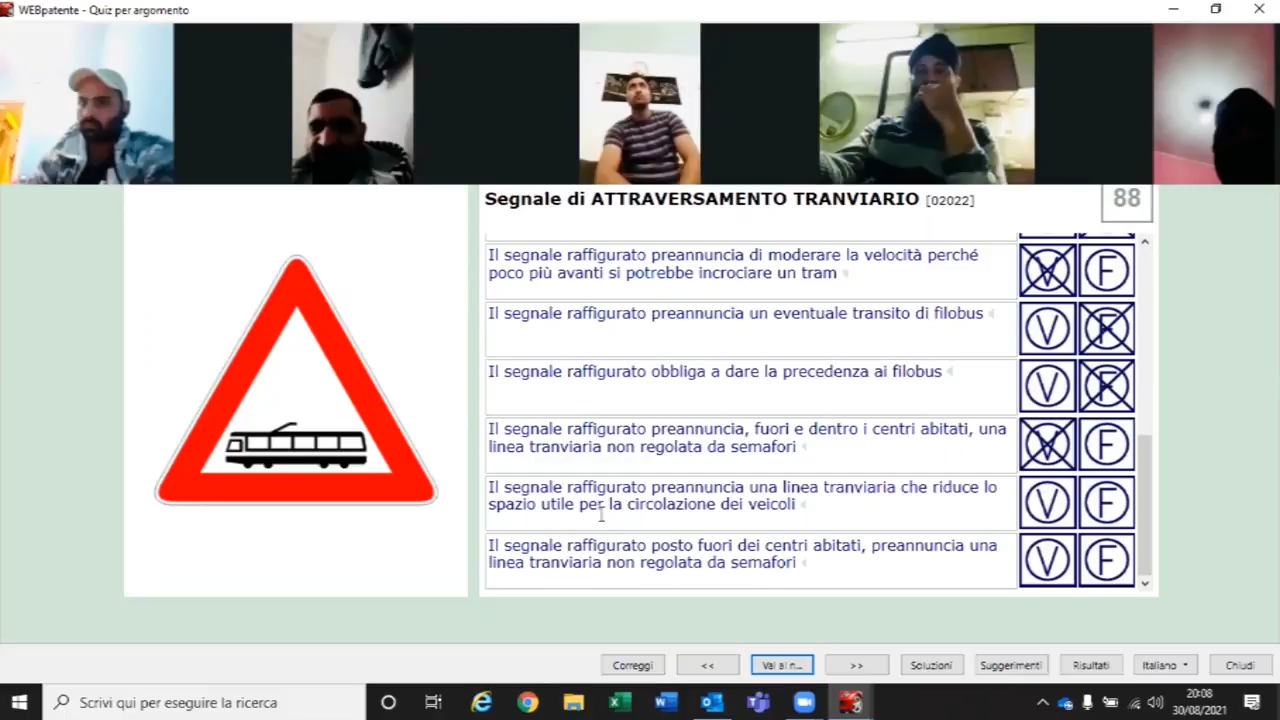 WEBpatente - Quiz per argomento
Segnale di ATTRAVERSAMENTO TRANVIARIO [02022]
88
Il segnale raffigurato preannuncia di moderare la velocità perché
poco più avanti si potrebbe incrociare un tram
V F
Il segnale raffigurato preannuncia un eventuale transito di filobus
V F
Il segnale raffigurato obbliga a dare la precedenza ai filobus
V F
Il segnale raffigurato preannuncia, fuori e dentro i centri abitati, una
linea tranviaria non regolata da semafori
V F
Il segnale raffigurato preannuncia una linea tranviaria che riduce lo
spazio utile per la circolazione dei veicoli
V F
Il segnale raffigurato posto fuori dei centri abitati, preannuncia una
linea tranviaria non regolata da semafori
V F
Correggi << Vai al n... >> Soluzioni Suggerimenti Risultati Italiano Chiudi
Scrivi qui per eseguire la ricerca
20:08
30/08/2021